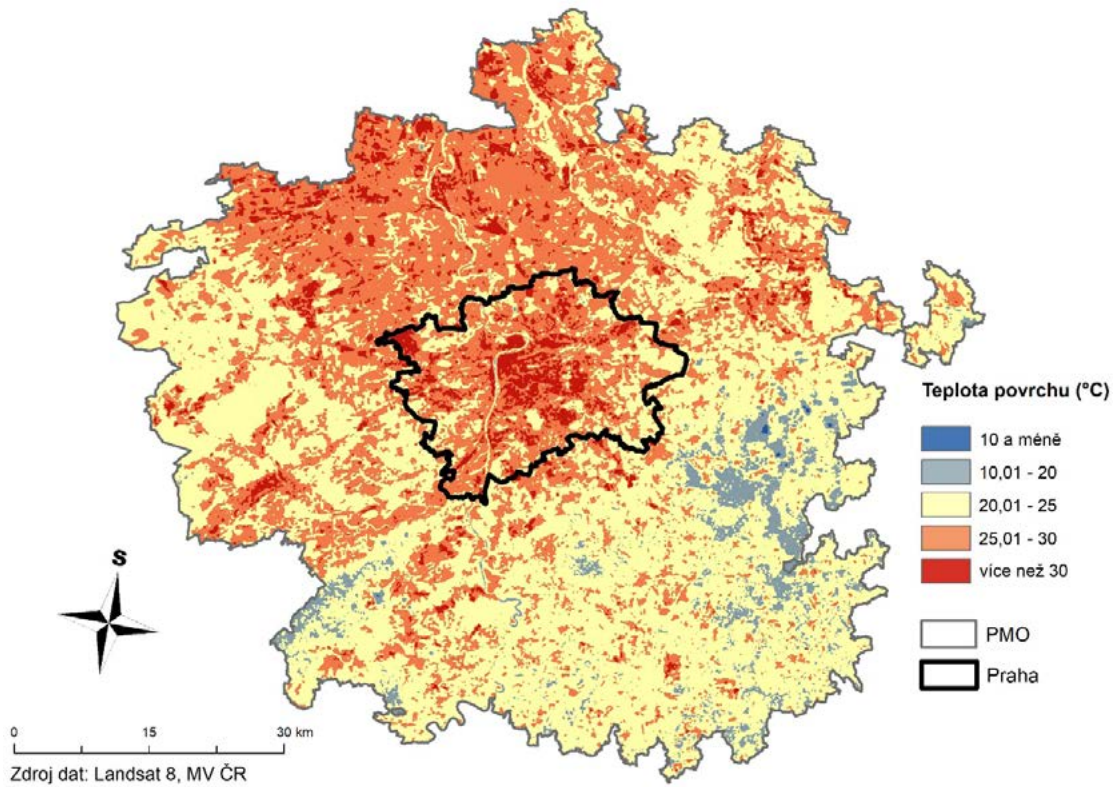 Teplota povrchu (°C)
10 a méně
10,01 - 20
20,01 - 25
25,01 - 30
více než 30
PMO
Praha
S
0 15 30 km
Zdroj dat: Landsat 8, MV ČR